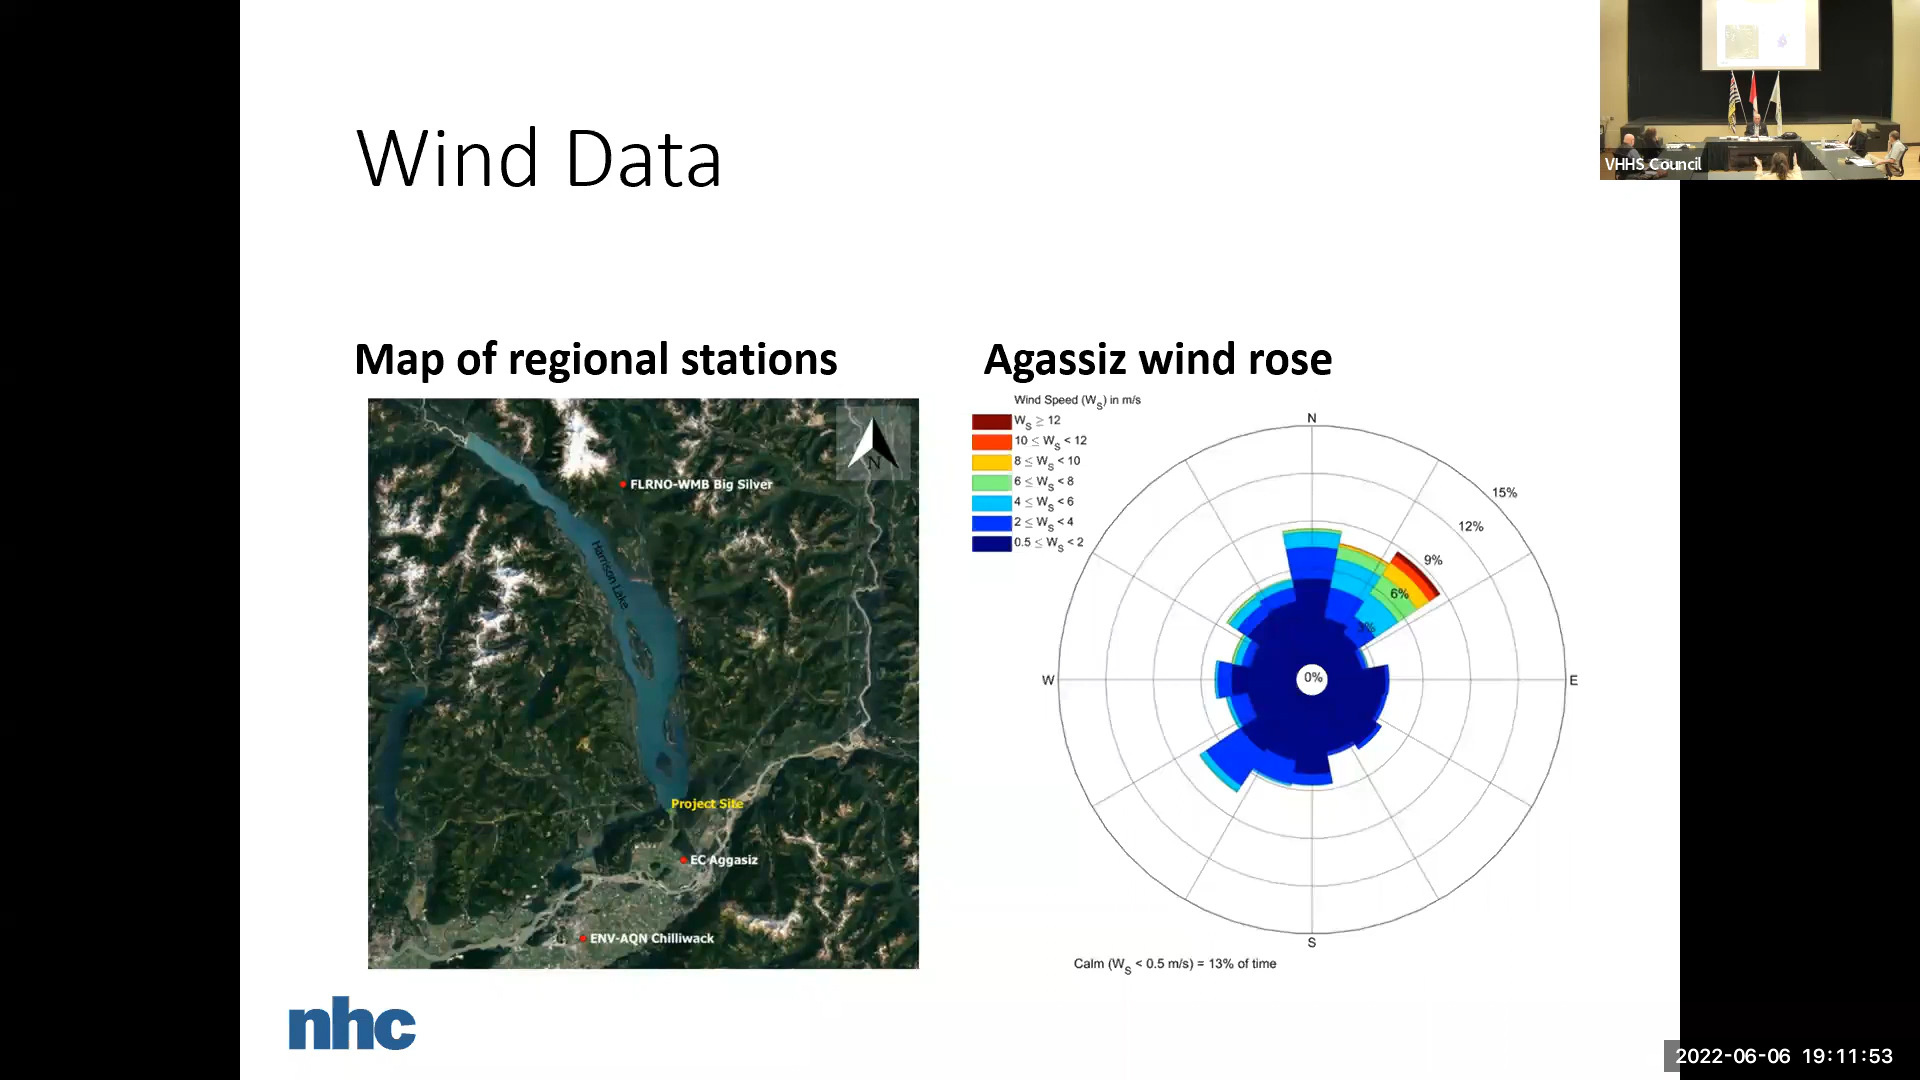 VHHS Council
Wind Data
Map of regional stations
FLRNO-WMB Big Silver
Harrison Lake
Project Site
EC Aggasiz
ENV-AQN Chilliwack
N
Agassiz wind rose
Wind Speed (W_S) in m/s
W_S ≥ 12
10 ≤ W_S < 12
8 ≤ W_S < 10
6 ≤ W_S < 8
4 ≤ W_S < 6
2 ≤ W_S < 4
0.5 ≤ W_S < 2
N
15%
12%
9%
6%
3%
0%
W
E
S
Calm (W_S < 0.5 m/s) = 13% of time
nhc
2022-06-06 19:11:53